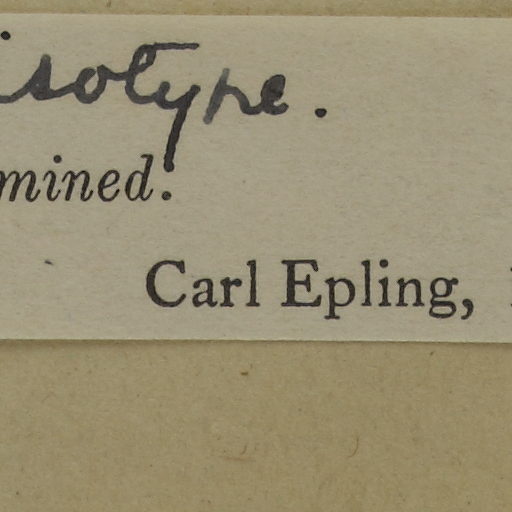 isotype.
mined.
Carl Epling,